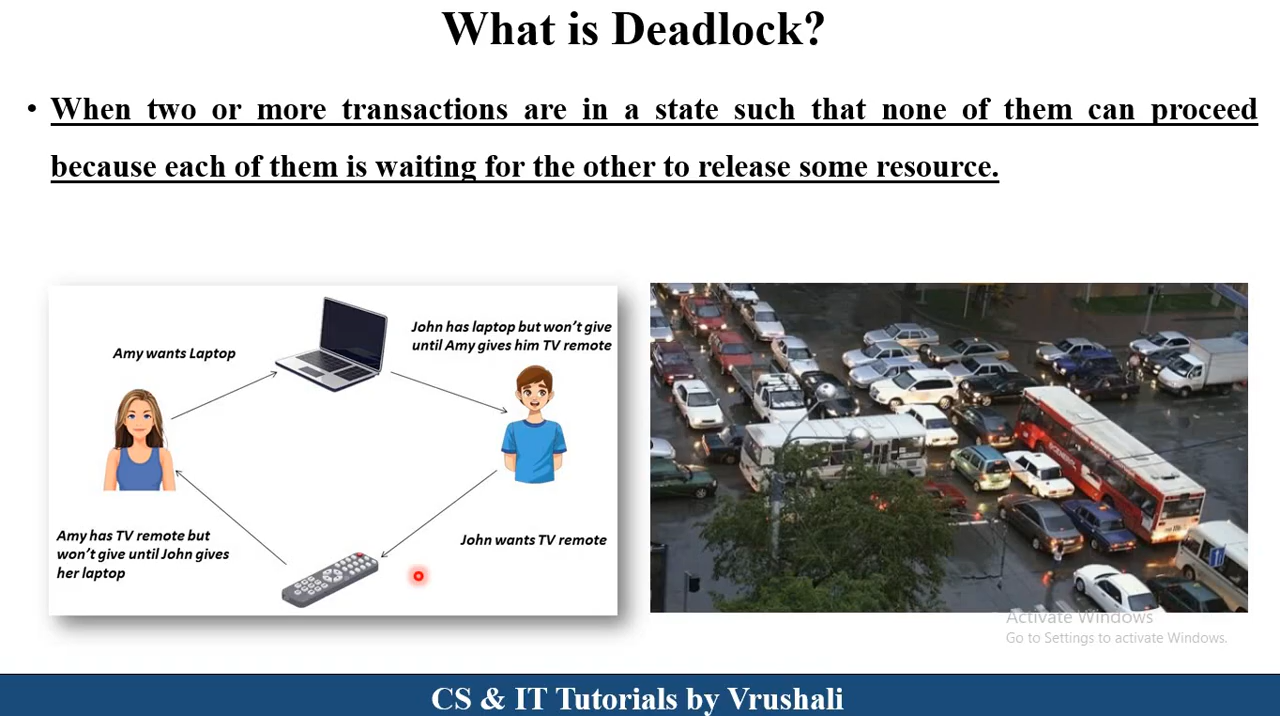 What is Deadlock?
• When two or more transactions are in a state such that none of them can proceed
because each of them is waiting for the other to release some resource.
Amy wants Laptop
John has laptop but won't give
until Amy gives him TV remote
Amy has TV remote but
won't give until John gives
her laptop
John wants TV remote
Activate Windows
Go to Settings to activate Windows.
CS & IT Tutorials by Vrushali